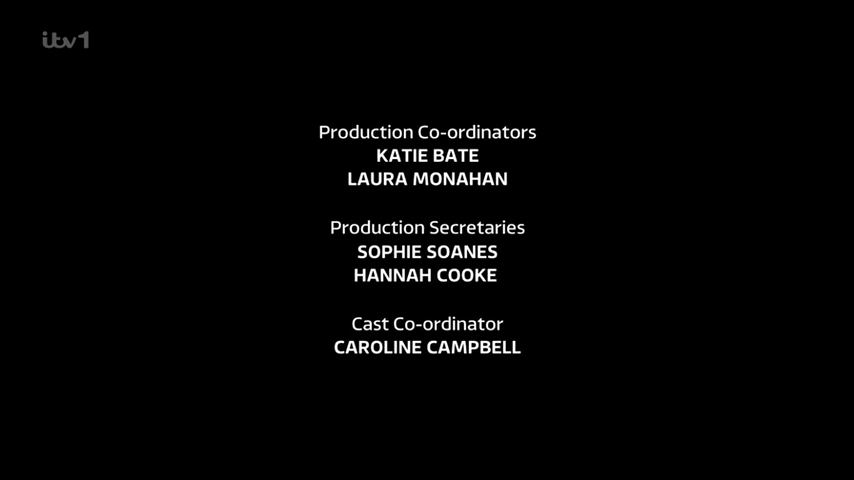 itv1
Production Co-ordinators
KATIE BATE
LAURA MONAHAN
Production Secretaries
SOPHIE SOANES
HANNAH COOKE
Cast Co-ordinator
CAROLINE CAMPBELL